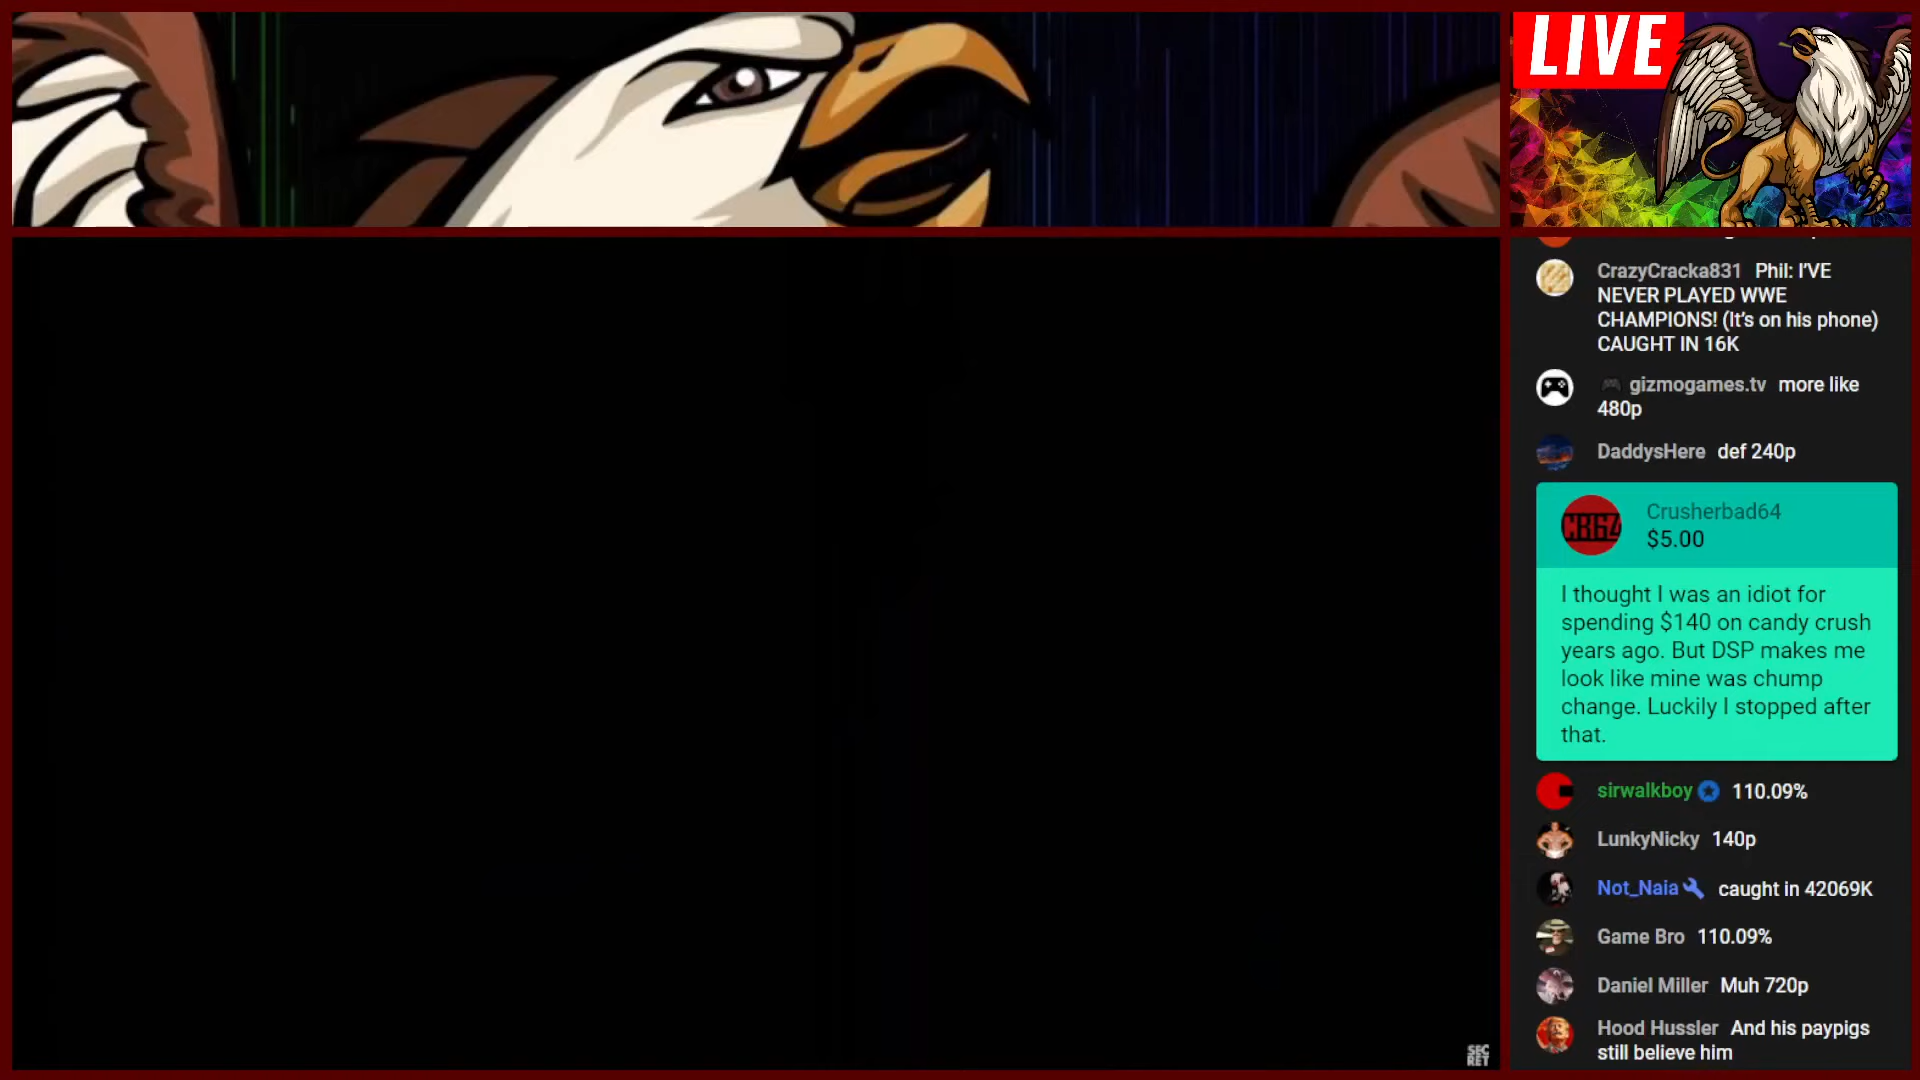 LIVE
CrazyCracka831 Phil: I'VE
NEVER PLAYED WWE
CHAMPIONS! (It's on his phone)
CAUGHT IN 16K
gizmogames.tv more like
480p
DaddysHere def 240p
CB64
Crusherbad64
$5.00
I thought I was an idiot for
spending $140 on candy crush
years ago. But DSP makes me
look like mine was chump
change. Luckily I stopped after
that.
sirwalkboy 110.09%
LunkyNicky 140p
Not_Naia caught in 42069K
Game Bro 110.09%
Daniel Miller Muh 720p
Hood Hussler And his paypigs
still believe him
SEC
RET